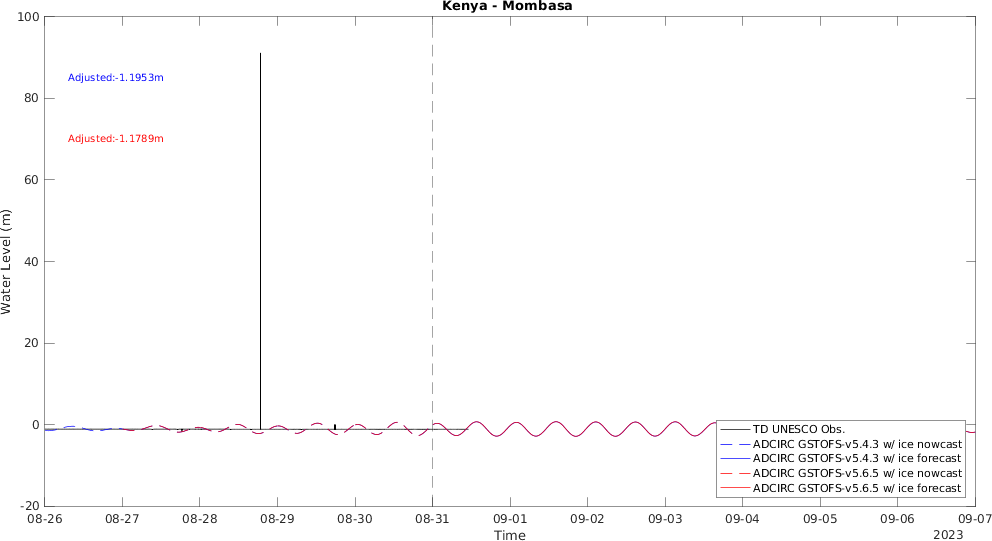 Kenya - Mombasa
100
80
60
40
20
0
-20
Water Level (m)
Adjusted:-1.1953m
Adjusted:-1.1789m
TD UNESCO Obs.
ADCIRC GSTOFS-v5.4.3 w/ ice nowcast
ADCIRC GSTOFS-v5.4.3 w/ ice forecast
ADCIRC GSTOFS-v5.6.5 w/ ice nowcast
ADCIRC GSTOFS-v5.6.5 w/ ice forecast
08-26 08-27 08-28 08-29 08-30 08-31 09-01 09-02 09-03 09-04 09-05 09-06 09-07
Time
2023